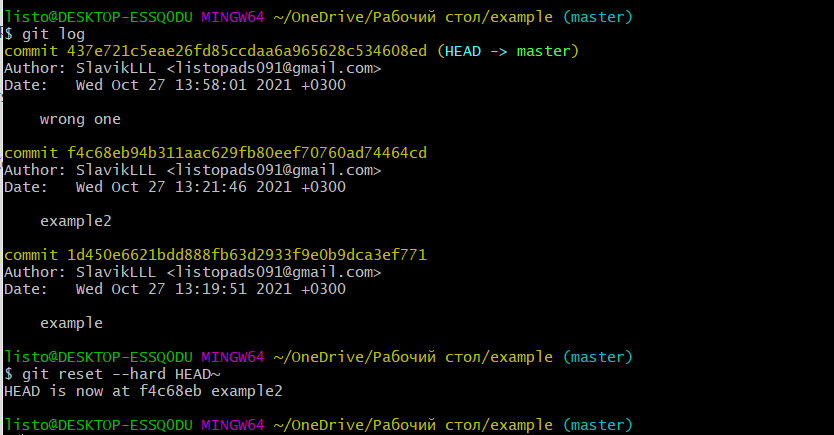 listo@DESKTOP-ESSQ0DU MINGW64 ~/OneDrive/Рабочий стол/example (master)
$ git log
commit 437e721c5eae26fd85ccdaa6a965628c534608ed (HEAD -> master)
Author: SlavikLLL <listopads091@gmail.com>
Date:   Wed Oct 27 13:58:01 2021 +0300
    wrong one
commit f4c68eb94b311aac629fb80eef70760ad74464cd
Author: SlavikLLL <listopads091@gmail.com>
Date:   Wed Oct 27 13:21:46 2021 +0300
    example2
commit 1d450e6621bdd888fb63d2933f9e0b9dca3ef771
Author: SlavikLLL <listopads091@gmail.com>
Date:   Wed Oct 27 13:19:51 2021 +0300
    example
listo@DESKTOP-ESSQ0DU MINGW64 ~/OneDrive/Рабочий стол/example (master)
$ git reset --hard HEAD~
HEAD is now at f4c68eb example2
listo@DESKTOP-ESSQ0DU MINGW64 ~/OneDrive/Рабочий стол/example (master)